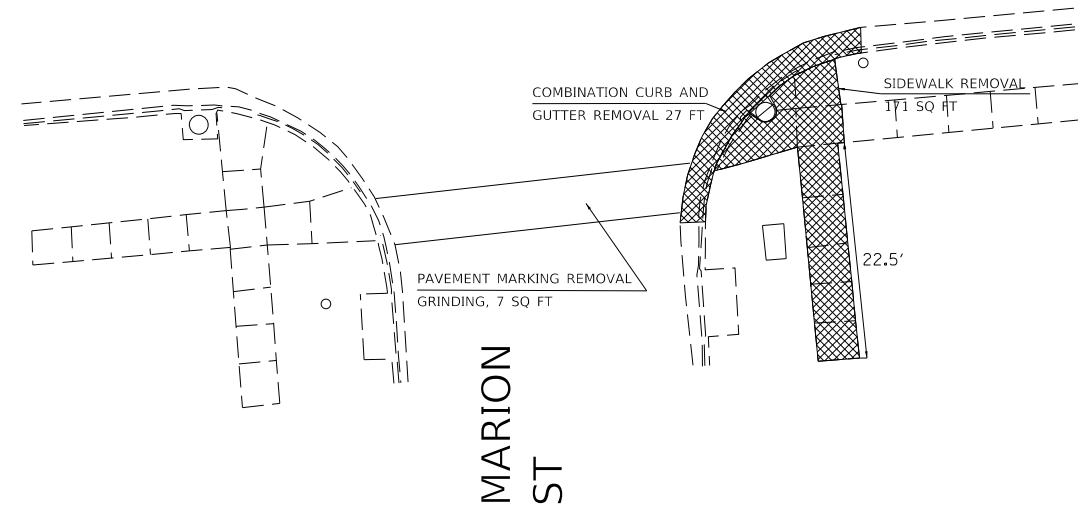 COMBINATION CURB AND
GUTTER REMOVAL 27 FT
SIDEWALK REMOVAL
171 SQ FT
22.5'
PAVEMENT MARKING REMOVAL
GRINDING, 7 SQ FT
MARION
ST